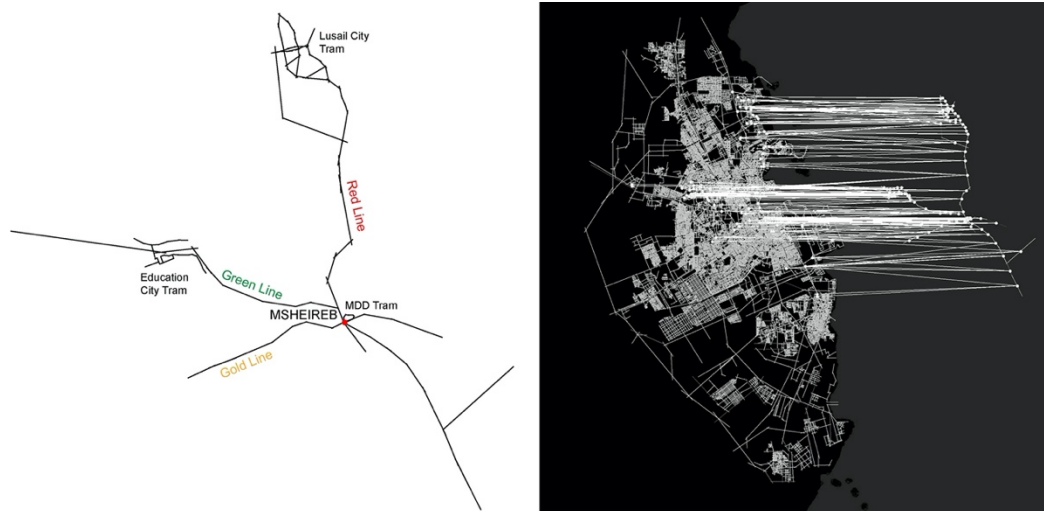 Lusail City
Tram
Red Line
Education
City Tram
Green Line
MDD Tram
MSHEIREB
Gold Line